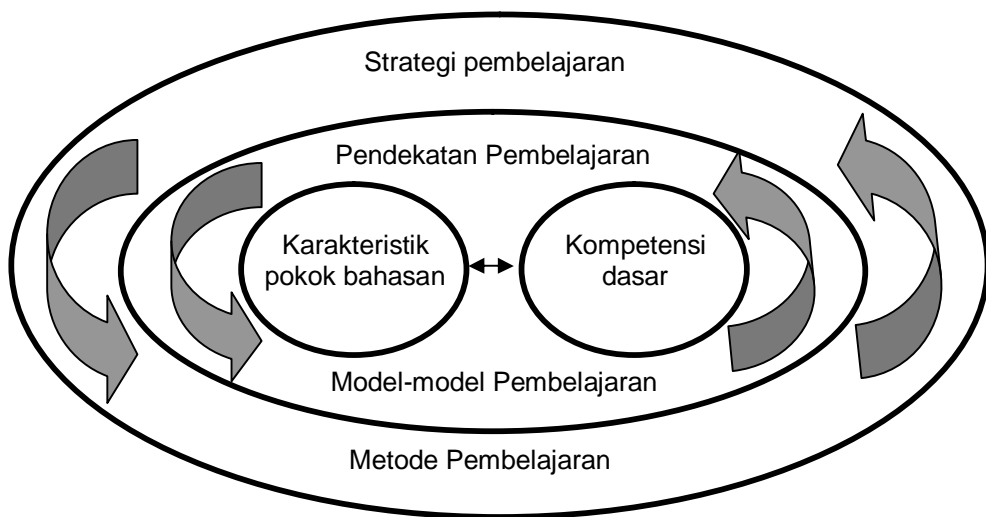 Strategi pembelajaran
Pendekatan Pembelajaran
Karakteristik
pokok bahasan
Kompetensi
dasar
Model-model Pembelajaran
Metode Pembelajaran